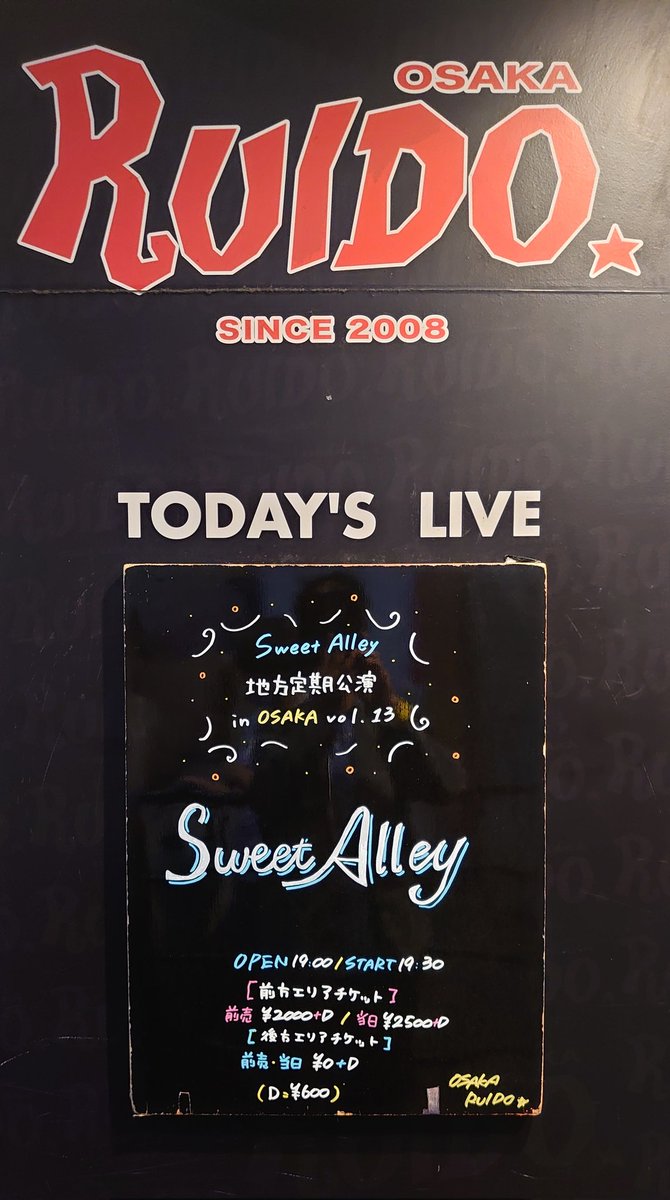 OSAKA
RUIDO.★
SINCE 2008
TODAY'S LIVE
Sweet Alley
地方定期公演
in OSAKA vol.13
Sweet Alley
OPEN 19:00 / START 19:30
[前方エリアチケット]
前売 ¥2000+D / 当日 ¥2500+D
[後方エリアチケット]
前売・当日 ¥0+D
(D=¥600)
OSAKA
RUIDO★